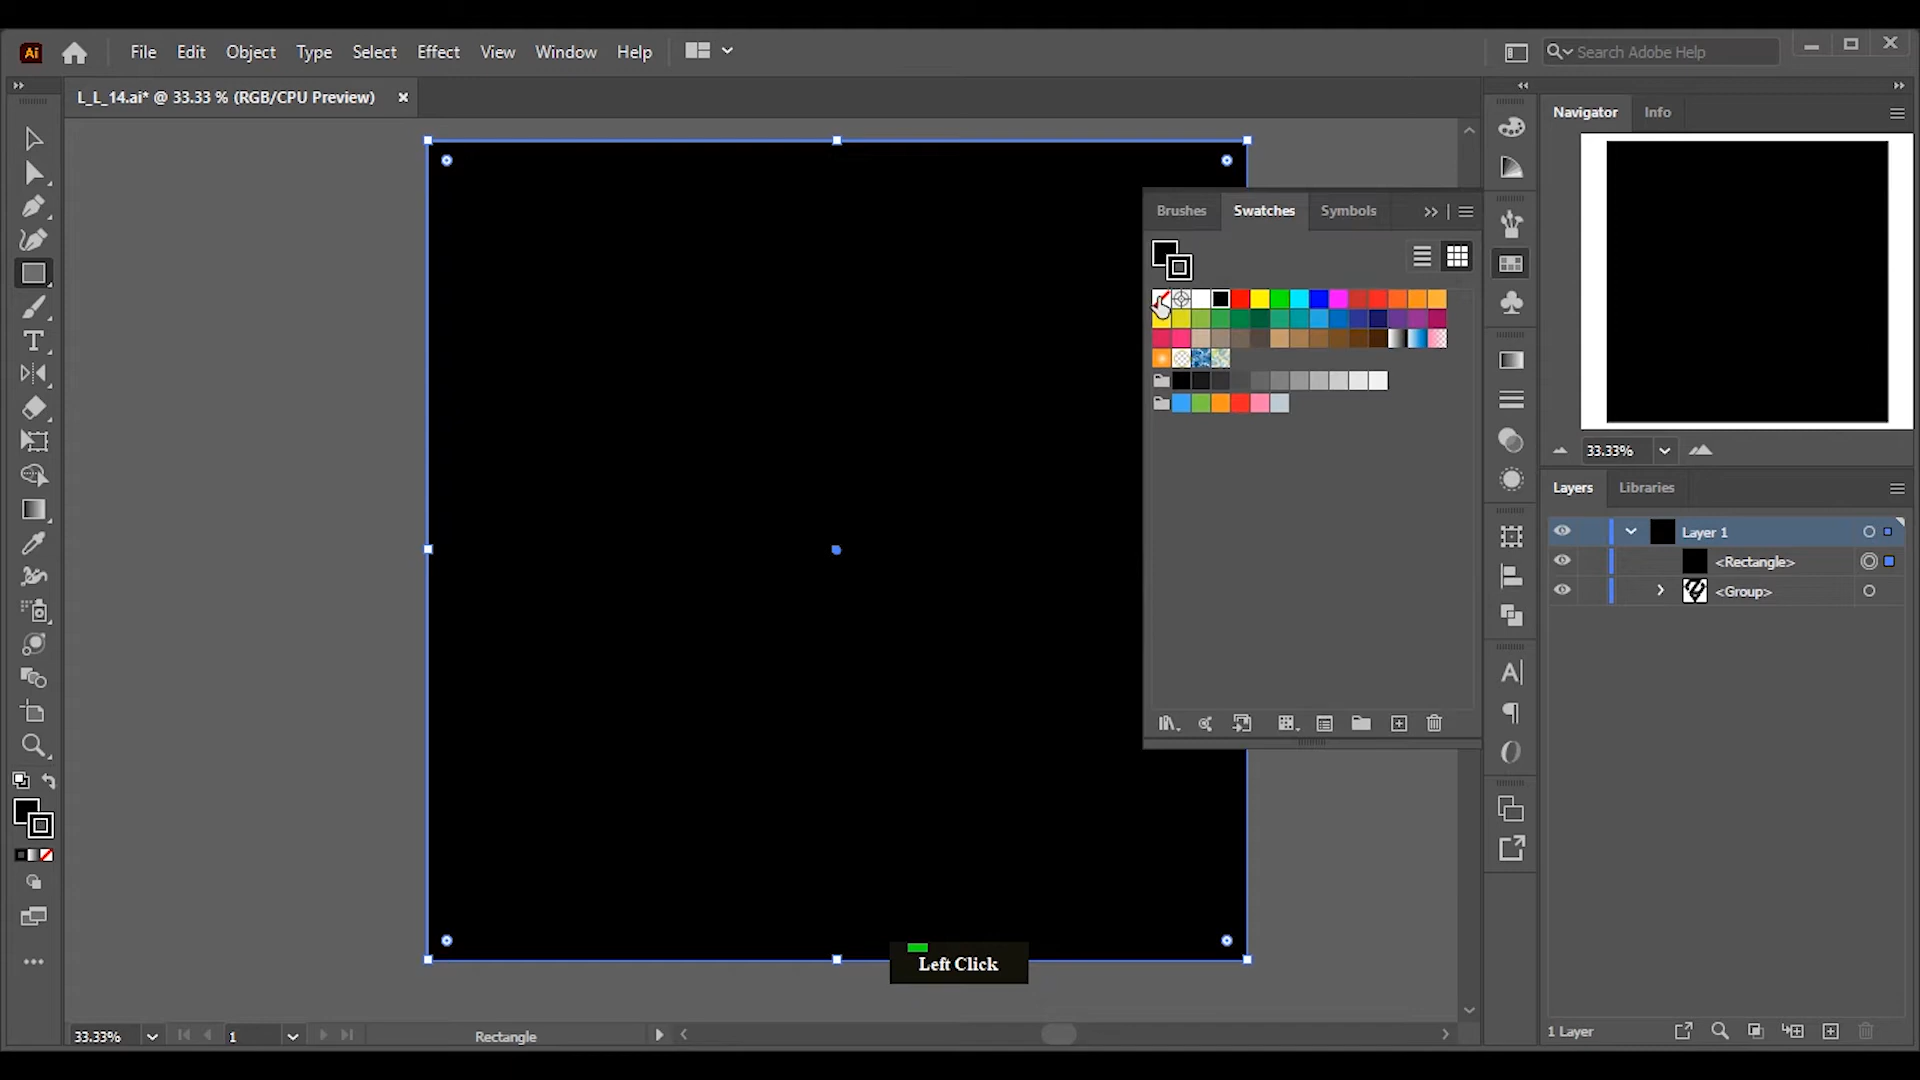 Ai File Edit Object Type Select Effect View Window Help Search Adobe Help
L_L_14.ai* @ 33.33 % (RGB/CPU Preview) ×
Navigator Info
Brushes Swatches Symbols
33.33%
Layers Libraries
Layer 1
<Rectangle>
<Group>
Left Click
33.33% 1 Rectangle
1 Layer